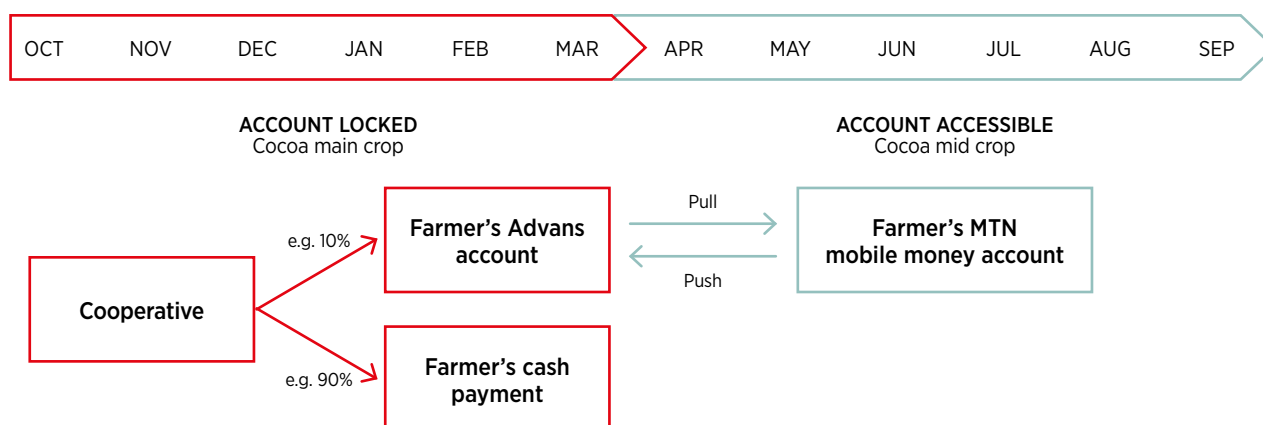 OCT NOV DEC JAN FEB MAR APR MAY JUN JUL AUG SEP
ACCOUNT LOCKED
Cocoa main crop
ACCOUNT ACCESSIBLE
Cocoa mid crop
Cooperative
e.g. 10%
e.g. 90%
Farmer’s Advans
account
Farmer’s cash
payment
Pull
Push
Farmer’s MTN
mobile money account